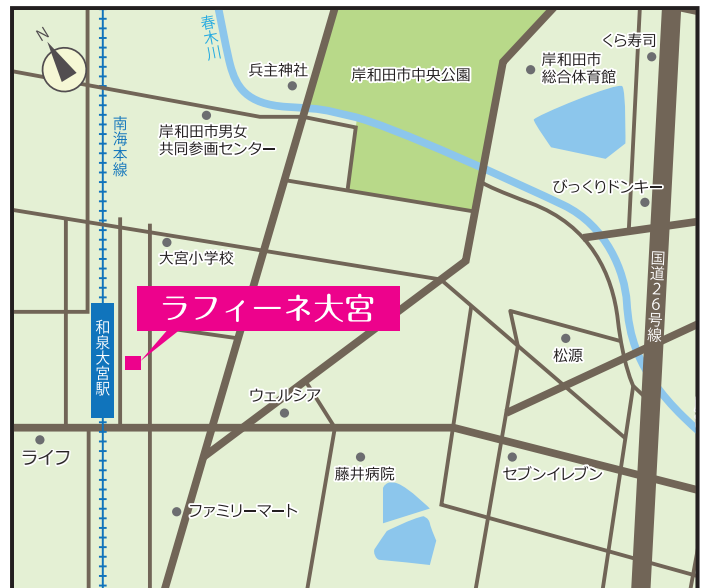 N
春木川
くら寿司
兵主神社
岸和田市中央公園
岸和田市
総合体育館
岸和田市男女
共同参画センター
南海本線
びっくりドンキー
大宮小学校
国道26号線
ラフィーネ大宮
和泉大宮駅
松源
ウェルシア
ライフ
藤井病院
セブンイレブン
ファミリーマート